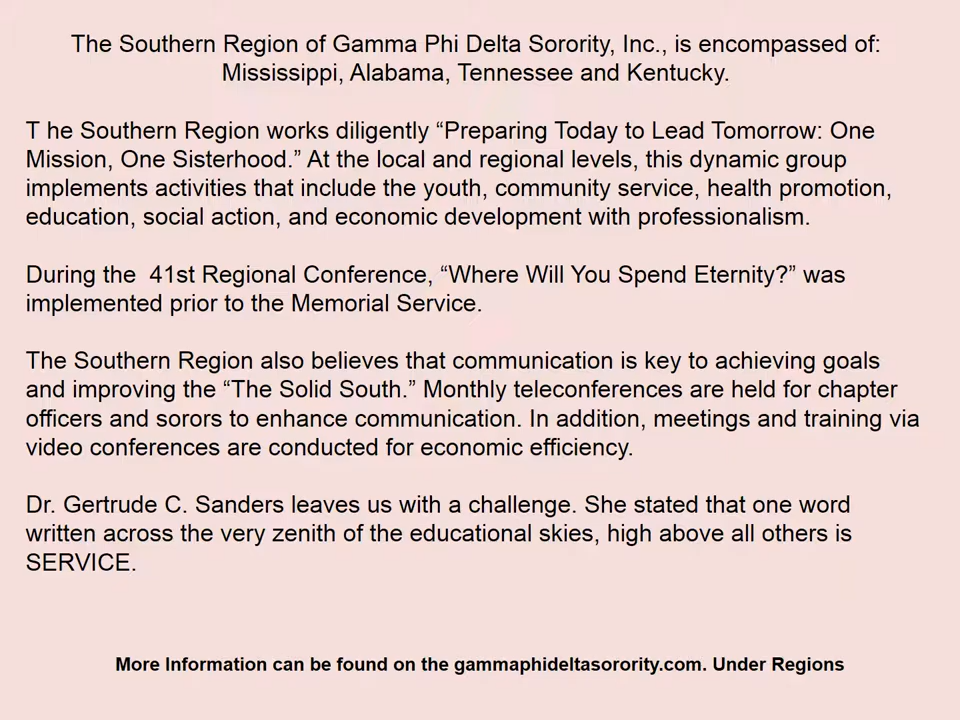 The Southern Region of Gamma Phi Delta Sorority, Inc., is encompassed of:
Mississippi, Alabama, Tennessee and Kentucky.
T he Southern Region works diligently “Preparing Today to Lead Tomorrow: One
Mission, One Sisterhood.” At the local and regional levels, this dynamic group
implements activities that include the youth, community service, health promotion,
education, social action, and economic development with professionalism.
During the  41st Regional Conference, “Where Will You Spend Eternity?” was
implemented prior to the Memorial Service.
The Southern Region also believes that communication is key to achieving goals
and improving the “The Solid South.” Monthly teleconferences are held for chapter
officers and sorors to enhance communication. In addition, meetings and training via
video conferences are conducted for economic efficiency.
Dr. Gertrude C. Sanders leaves us with a challenge. She stated that one word
written across the very zenith of the educational skies, high above all others is
SERVICE.
More Information can be found on the gammaphideltasorority.com. Under Regions